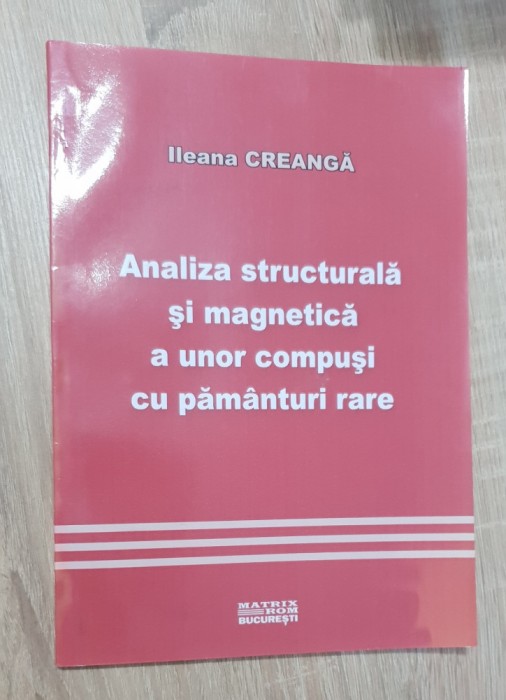 Ileana CREANGĂ
Analiza structurală
şi magnetică
a unor compuşi
cu pământuri rare
MATRIX
ROM
BUCUREŞTI